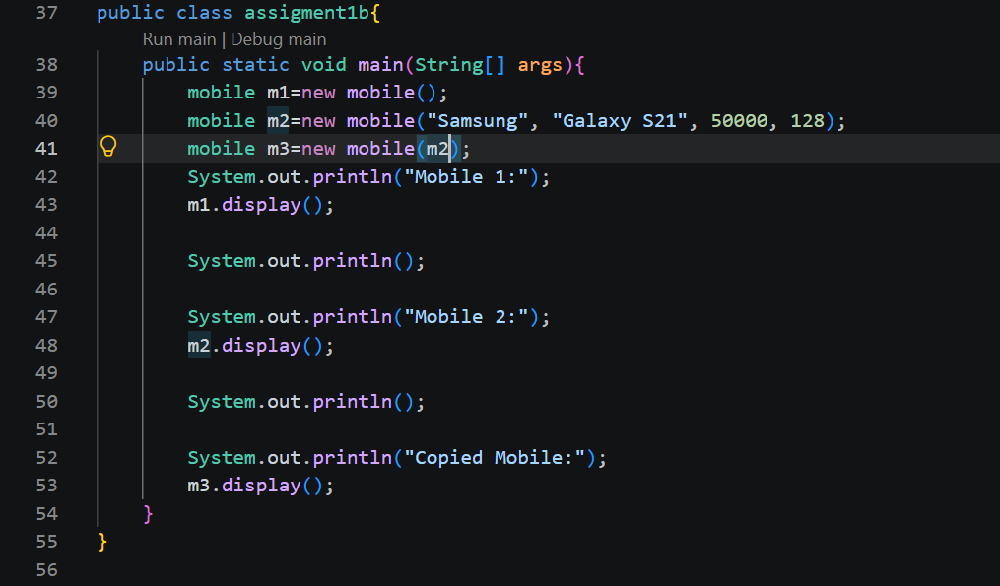 37 public class assigment1b{
Run main | Debug main
38 public static void main(String[] args){
39 mobile m1=new mobile();
40 mobile m2=new mobile("Samsung", "Galaxy S21", 50000, 128);
41 mobile m3=new mobile(m2);
42 System.out.println("Mobile 1:");
43 m1.display();
44
45 System.out.println();
46
47 System.out.println("Mobile 2:");
48 m2.display();
49
50 System.out.println();
51
52 System.out.println("Copied Mobile:");
53 m3.display();
54 }
55 }
56